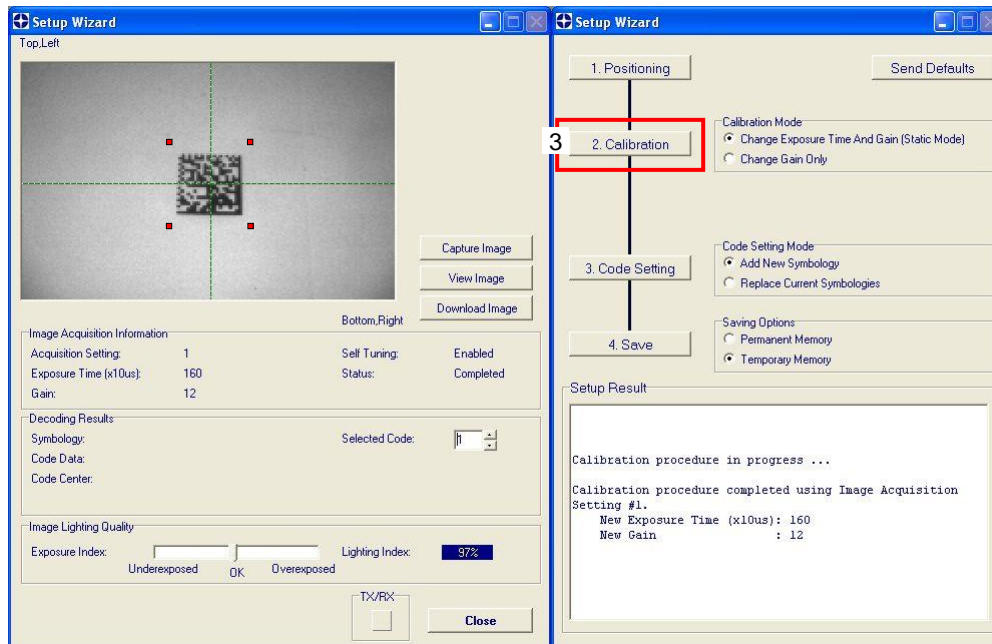 Setup Wizard
Top,Left
Capture Image
View Image
Download Image
Bottom,Right
Image Acquisition Information
Acquisition Setting: 1 Self Tuning: Enabled
Exposure Time (x10us): 160 Status: Completed
Gain: 12
Decoding Results
Symbology: Selected Code: 1
Code Data:
Code Center:
Image Lighting Quality
Exposure Index: Lighting Index: 97%
Underexposed OK Overexposed
TX/RX
Close
Setup Wizard
1. Positioning Send Defaults
3
2. Calibration
Calibration Mode
Change Exposure Time And Gain (Static Mode)
Change Gain Only
3. Code Setting
Code Setting Mode
Add New Symbology
Replace Current Symbologies
4. Save
Saving Options
Permanent Memory
Temporary Memory
Setup Result
Calibration procedure in progress ...
Calibration procedure completed using Image Acquisition
Setting #1.
New Exposure Time (x10us): 160
New Gain : 12